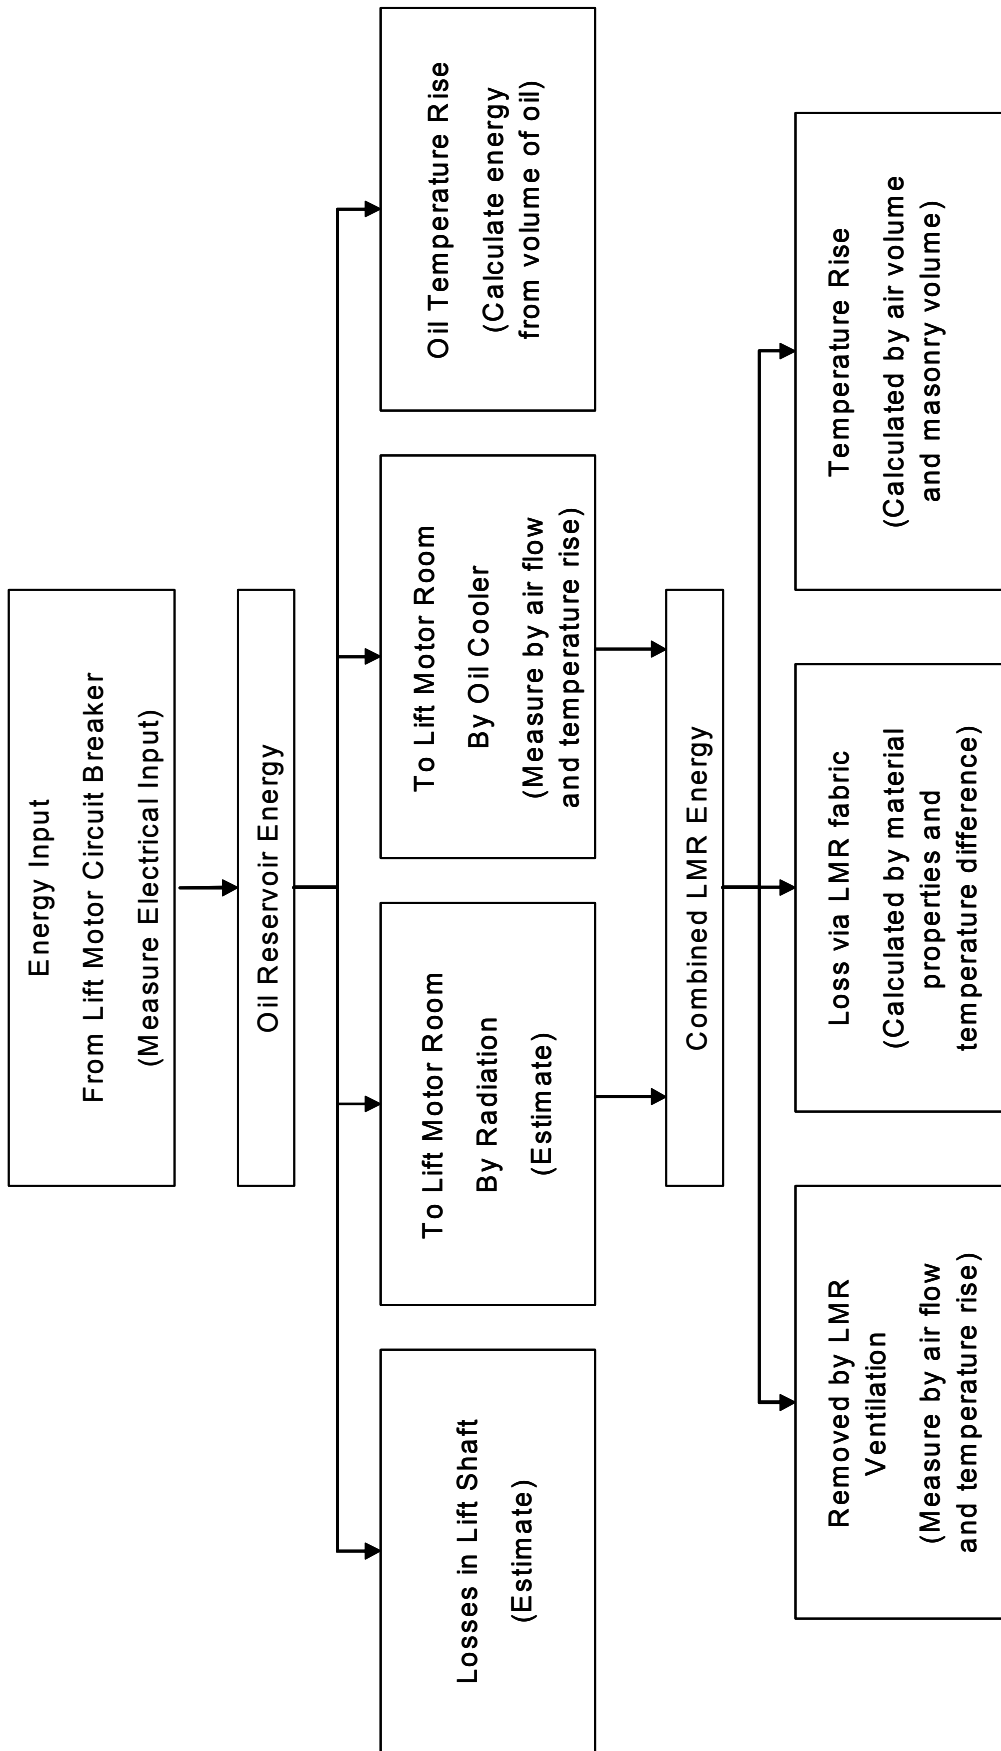 Energy Input
From Lift Motor Circuit Breaker
(Measure Electrical Input)
Oil Reservoir Energy
Losses in Lift Shaft
(Estimate)
To Lift Motor Room
By Radiation
(Estimate)
To Lift Motor Room
By Oil Cooler
(Measure by air flow
and temperature rise)
Oil Temperature Rise
(Calculate energy
from volume of oil)
Combined LMR Energy
Removed by LMR
Ventilation
(Measure by air flow
and temperature rise)
Loss via LMR fabric
(Calculated by material
properties and
temperature difference)
Temperature Rise
(Calculated by air volume
and masonry volume)